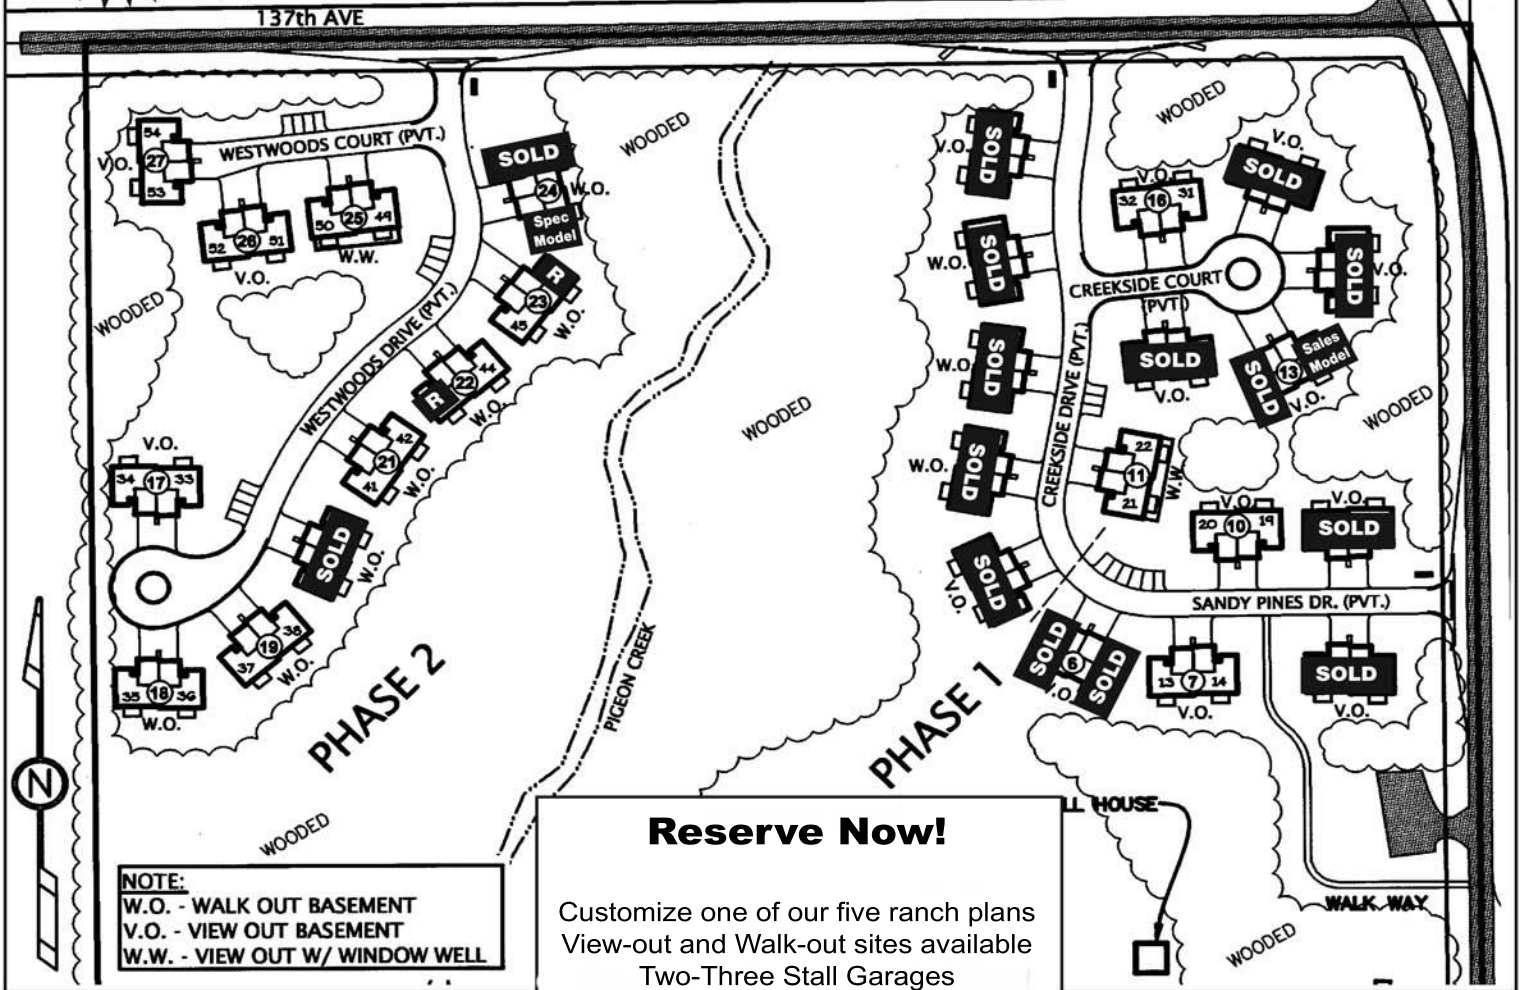 137th AVE
WESTWOODS COURT (PVT.)
54
27
53
V.O.
52
26
51
V.O.
50
25
49
W.W.
SOLD
24
W.O.
Spec
Model
WOODED
R
23
45
W.O.
WESTWOODS DRIVE (PVT.)
44
22
R
W.O.
42
21
41
W.O.
WOODED
V.O.
34
17
33
SOLD
W.O.
38
19
37
W.O.
35
18
36
W.O.
PHASE 2
PIGEON CREEK
WOODED
WOODED
N
V.O.
SOLD
W.O.
SOLD
W.O.
SOLD
W.O.
SOLD
V.O.
SOLD
WOODED
V.O.
32
16
31
V.O.
SOLD
SOLD
V.O.
CREEKSIDE COURT
(PVT.)
SOLD
V.O.
SOLD
13
Sales
Model
V.O.
WOODED
CREEKSIDE DRIVE (PVT.)
22
11
21
W.W.
V.O.
20
10
19
V.O.
SOLD
SANDY PINES DR. (PVT.)
SOLD
6
SOLD
13
7
14
V.O.
SOLD
V.O.
PHASE 1
LL HOUSE
WALK WAY
WOODED
NOTE:
W.O. - WALK OUT BASEMENT
V.O. - VIEW OUT BASEMENT
W.W. - VIEW OUT W/ WINDOW WELL
Reserve Now!
Customize one of our five ranch plans
View-out and Walk-out sites available
Two-Three Stall Garages